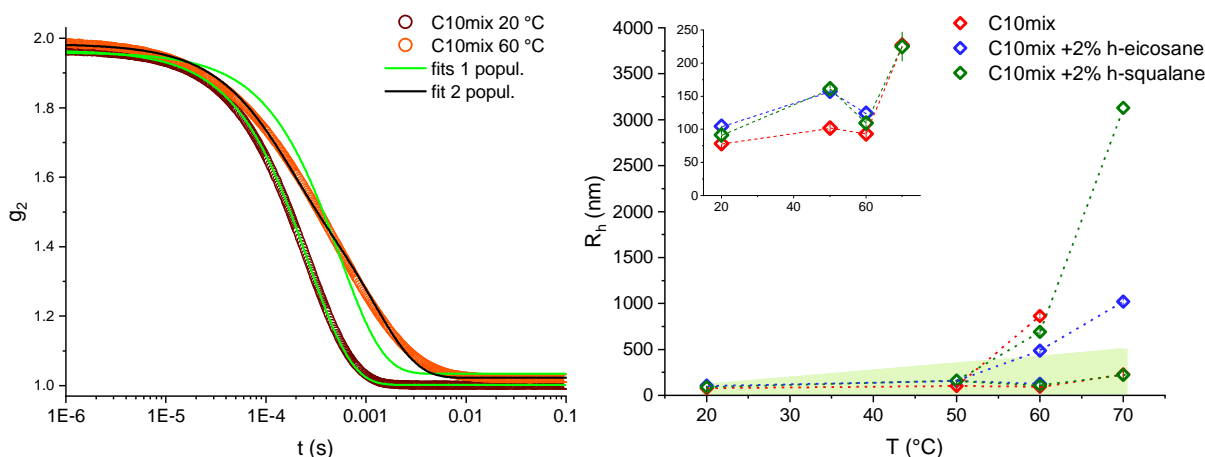 C10mix 20 °C
C10mix 60 °C
fits 1 popul.
fit 2 popul.
2.0
1.8
1.6
1.4
1.2
1.0
g2
1E-6
1E-5
1E-4
0.001
0.01
0.1
t (s)
C10mix
C10mix +2% h-eicosane
C10mix +2% h-squalane
4000
3500
3000
2500
2000
1500
1000
500
0
Rh (nm)
20
30
40
50
60
70
T (°C)
250
200
150
100
50
0
20
40
60